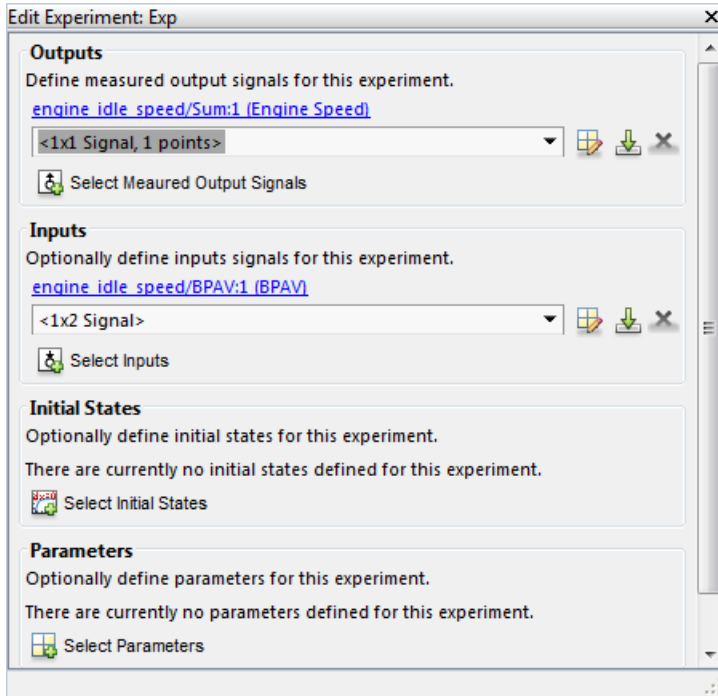 Edit Experiment: Exp
Outputs
Define measured output signals for this experiment.
engine_idle_speed/Sum:1 (Engine Speed)
<1x1 Signal, 1 points>
Select Meaured Output Signals
Inputs
Optionally define inputs signals for this experiment.
engine_idle_speed/BPAV:1 (BPAV)
<1x2 Signal>
Select Inputs
Initial States
Optionally define initial states for this experiment.
There are currently no initial states defined for this experiment.
Select Initial States
Parameters
Optionally define parameters for this experiment.
There are currently no parameters defined for this experiment.
Select Parameters